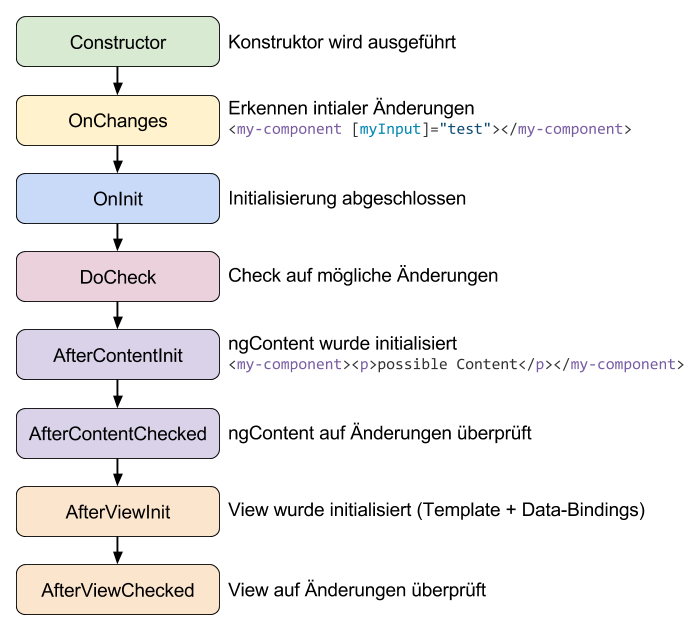 Constructor
Konstruktor wird ausgeführt
OnChanges
Erkennen intialer Änderungen
<my-component [myInput]="test"></my-component>
OnInit
Initialisierung abgeschlossen
DoCheck
Check auf mögliche Änderungen
AfterContentInit
ngContent wurde initialisiert
<my-component><p>possible Content</p></my-component>
AfterContentChecked
ngContent auf Änderungen überprüft
AfterViewInit
View wurde initialisiert (Template + Data-Bindings)
AfterViewChecked
View auf Änderungen überprüft